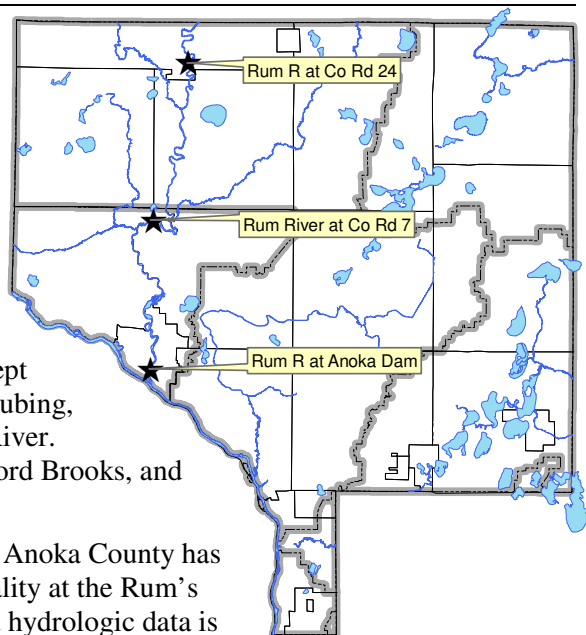 Rum R at Co Rd 24
Rum River at Co Rd 7
Rum R at Anoka Dam
ept
ubing,
River.
ord Brooks, and
Anoka County has
ality at the Rum's
hydrologic data is